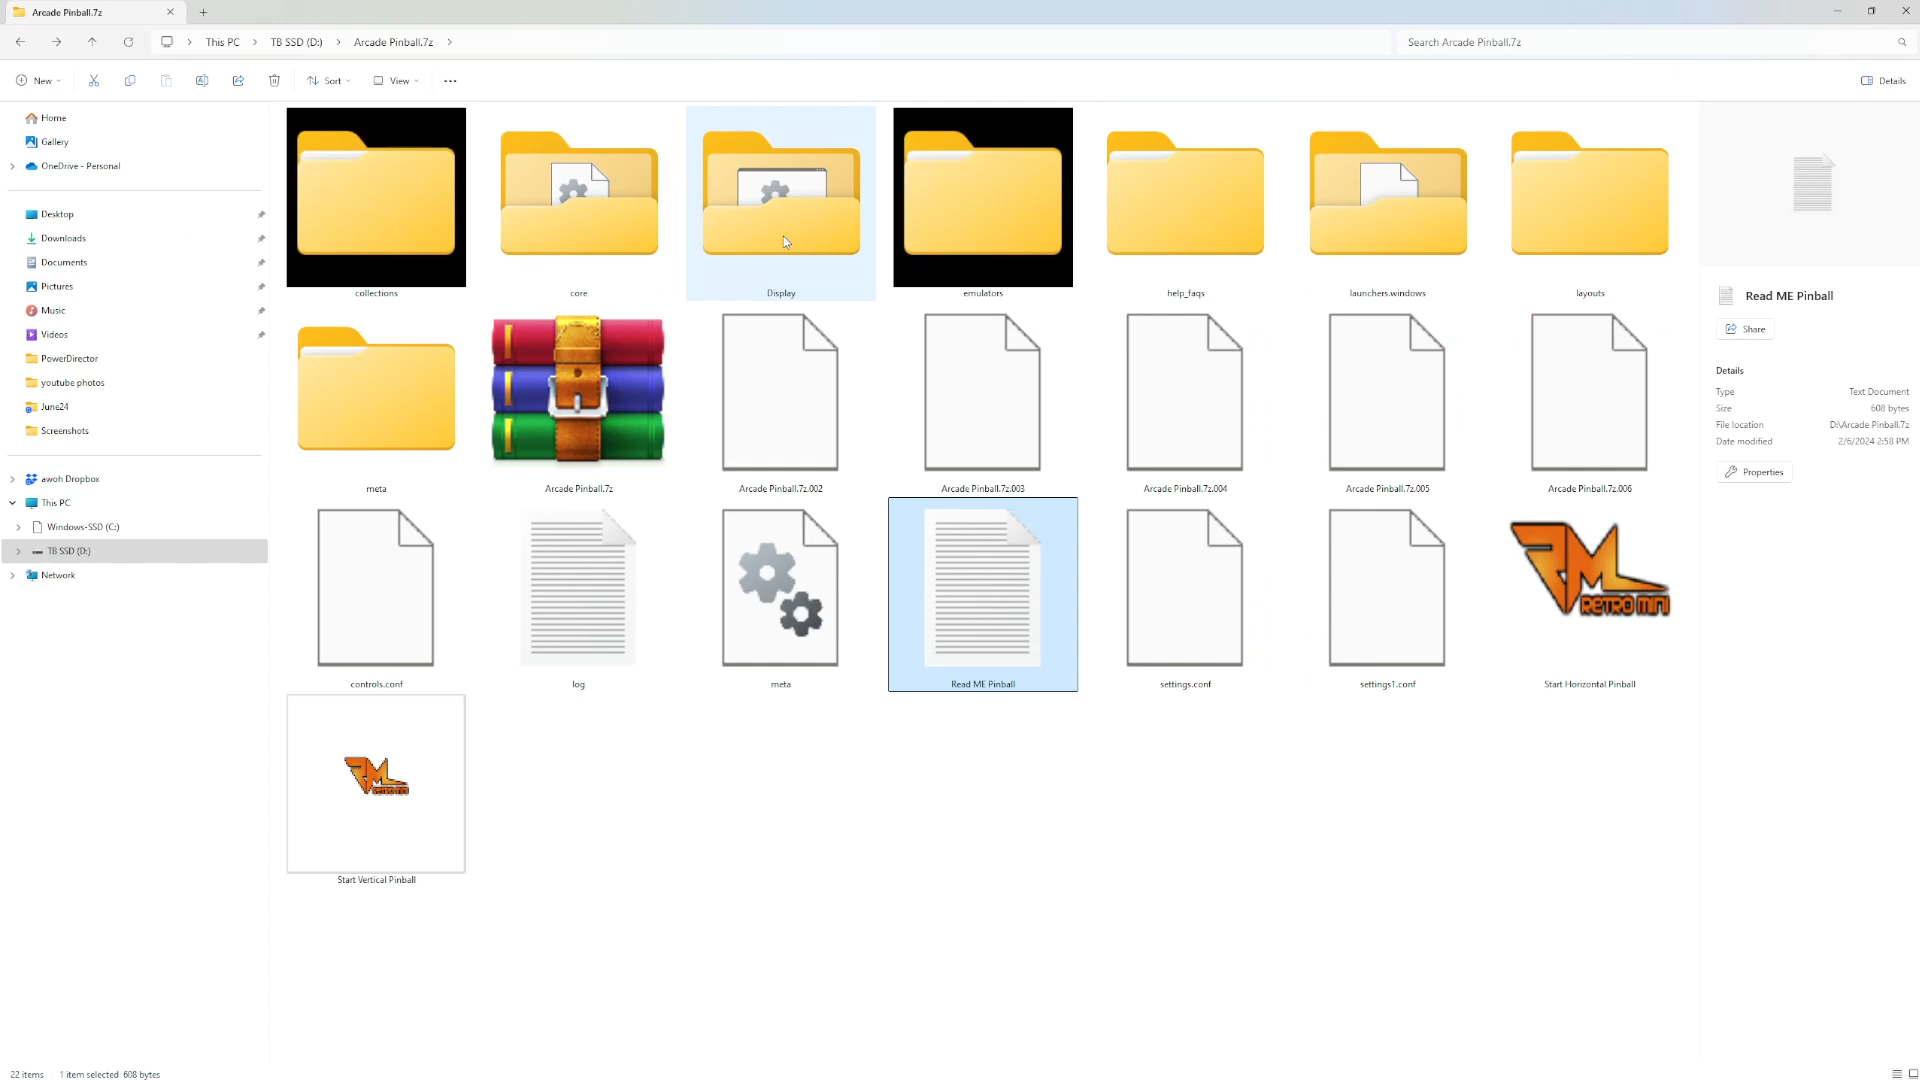 Arcade Pinball.7z
This PC
TB SSD (D:)
Arcade Pinball.7z
Search Arcade Pinball.7z
New
Sort
View
Details
Home
Gallery
OneDrive - Personal
Desktop
Downloads
Documents
Pictures
Music
Videos
PowerDirector
youtube photos
June24
Screenshots
awoh Dropbox
This PC
Windows-SSD (C:)
TB SSD (D:)
Network
collections
core
Display
emulators
help_faqs
launchers.windows
layouts
meta
Arcade Pinball.7z
Arcade Pinball.7z.002
Arcade Pinball.7z.003
Arcade Pinball.7z.004
Arcade Pinball.7z.005
Arcade Pinball.7z.006
controls.conf
log
meta
Read ME Pinball
settings.conf
settings1.conf
RETRO MINI
Start Horizontal Pinball
RETRO MINI
Start Vertical Pinball
Read ME Pinball
Share
Details
Type Text Document
Size 608 bytes
File location D:\Arcade Pinball.7z
Date modified 2/6/2024 2:58 PM
Properties
22 items 1 item selected 608 bytes